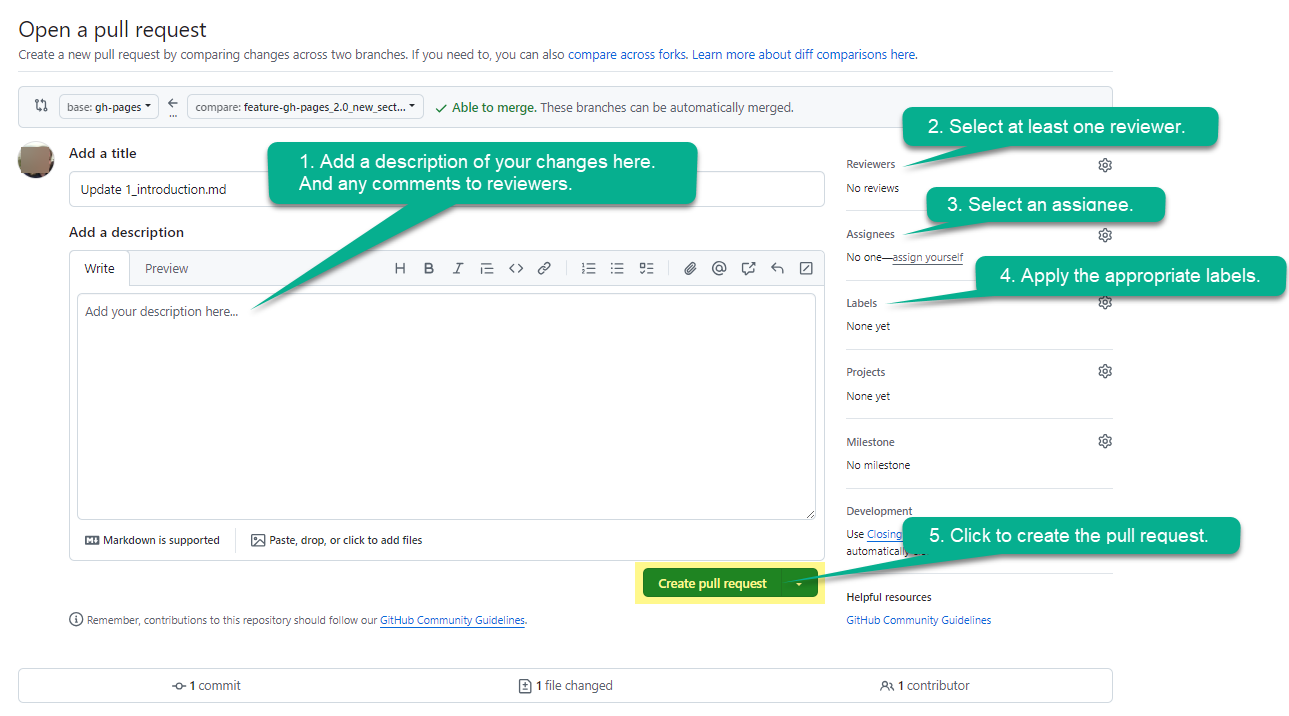 Open a pull request
Create a new pull request by comparing changes across two branches. If you need to, you can also compare across forks. Learn more about diff comparisons here.
base: gh-pages
compare: feature-gh-pages_2.0_new_sect...
Able to merge. These branches can be automatically merged.
Add a title
Update 1_introduction.md
1. Add a description of your changes here.
And any comments to reviewers.
Add a description
Write
Preview
Add your description here...
Markdown is supported
Paste, drop, or click to add files
Create pull request
Remember, contributions to this repository should follow our GitHub Community Guidelines.
2. Select at least one reviewer.
Reviewers
No reviews
3. Select an assignee.
Assignees
No one—assign yourself
4. Apply the appropriate labels.
Labels
None yet
Projects
None yet
Milestone
No milestone
Development
Use Closing
automatically
5. Click to create the pull request.
Helpful resources
GitHub Community Guidelines
1 commit
1 file changed
1 contributor